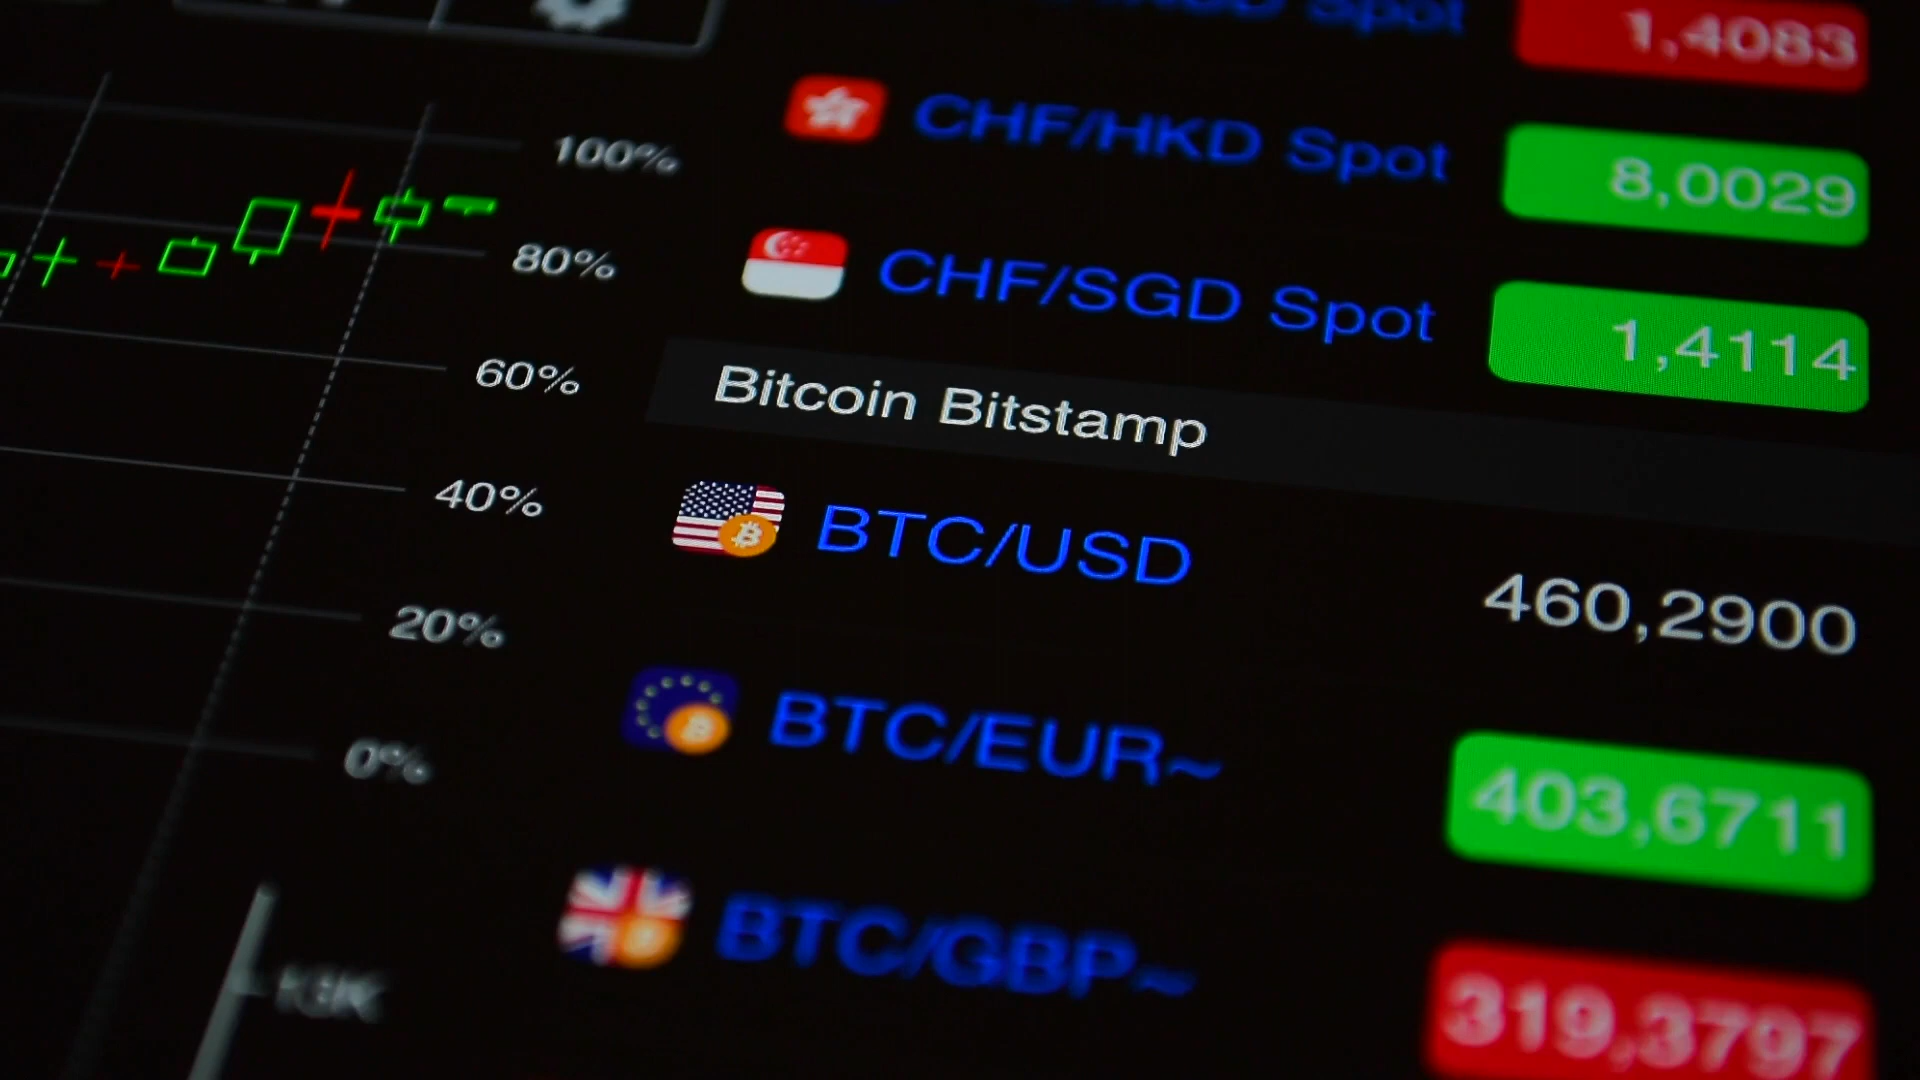 Spot 1,4083
CHF/HKD Spot 8,0029
CHF/SGD Spot 1,4114
Bitcoin Bitstamp
BTC/USD 460,2900
BTC/EUR~ 403,6711
BTC/GBP~ 319,3797
100%
80%
60%
40%
20%
0%